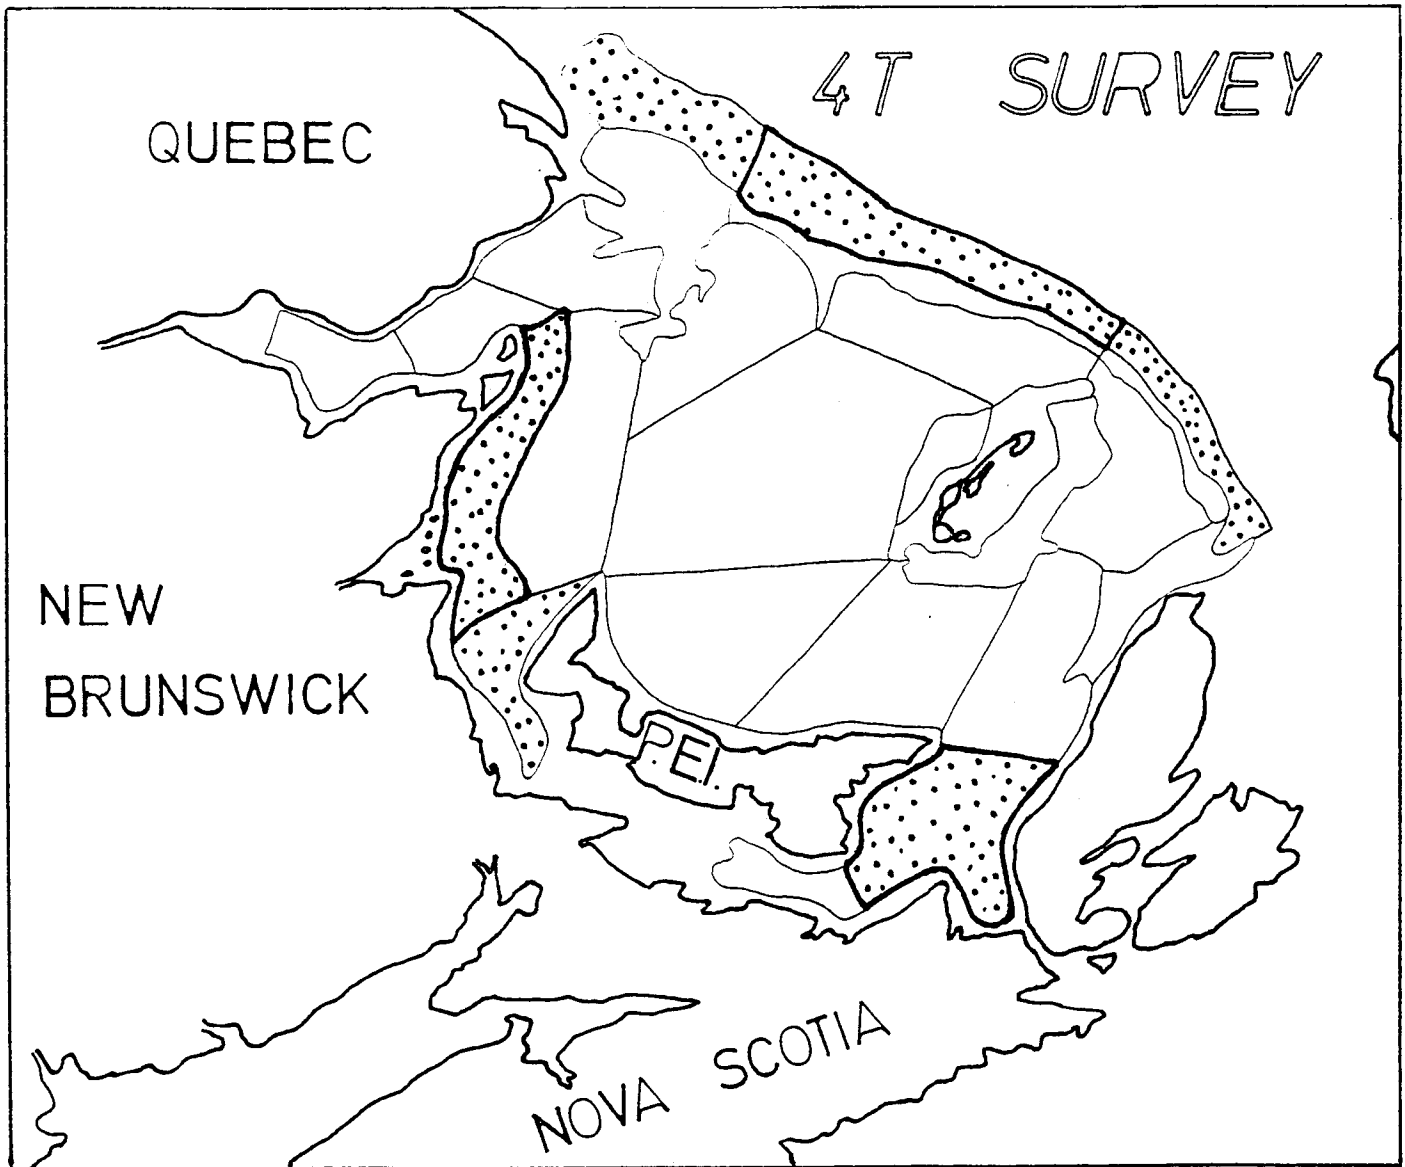 4T SURVEY
QUEBEC
NEW
BRUNSWICK
P.E.I.
NOVA SCOTIA